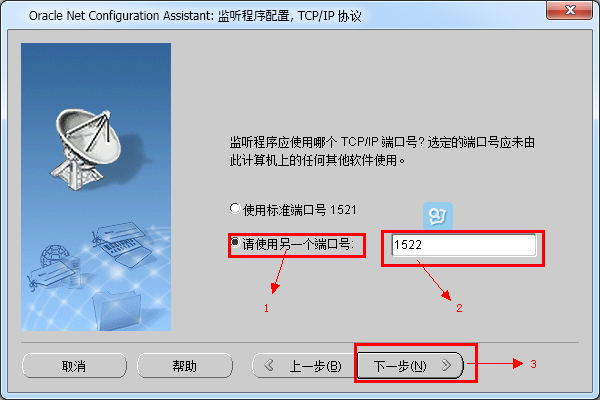 Oracle Net Configuration Assistant: 监听程序配置, TCP/IP 协议
监听程序应使用哪个 TCP/IP 端口号? 选定的端口号应未由
此计算机上的任何其他软件使用。
使用标准端口号 1521
请使用另一个端口号:
1522
1
2
取消
帮助
上一步(B)
下一步(N)
3